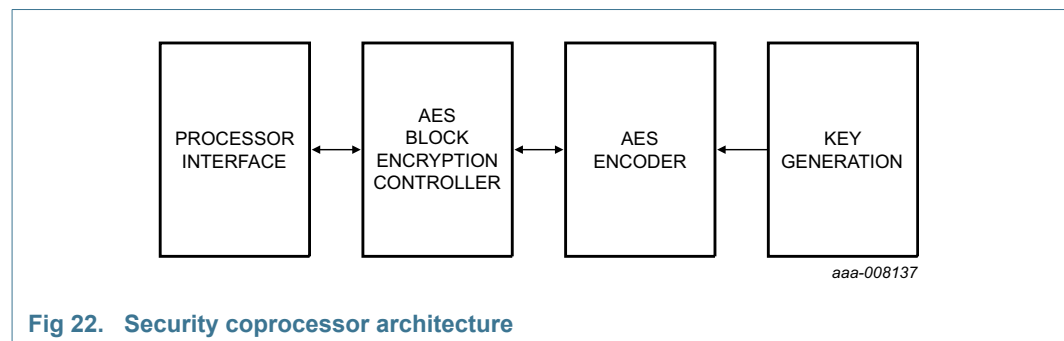 PROCESSOR
INTERFACE
AES
BLOCK
ENCRYPTION
CONTROLLER
AES
ENCODER
KEY
GENERATION
aaa-008137
Fig 22. Security coprocessor architecture